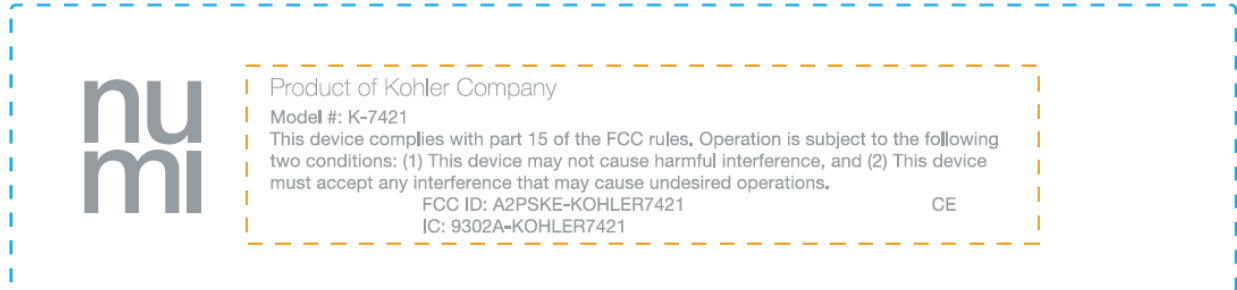 nu
mi
Product of Kohler Company
Model #: K-7421
This device complies with part 15 of the FCC rules. Operation is subject to the following
two conditions: (1) This device may not cause harmful interference, and (2) This device
must accept any interference that may cause undesired operations.
FCC ID: A2PSKE-KOHLER7421 CE
IC: 9302A-KOHLER7421